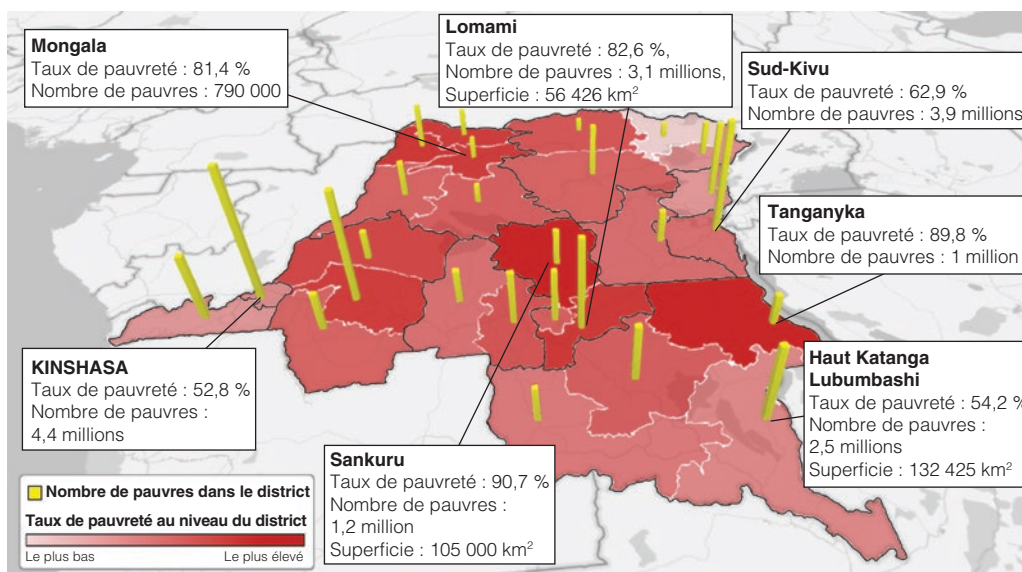 Mongala
Taux de pauvreté : 81,4 %
Nombre de pauvres : 790 000
Lomami
Taux de pauvreté : 82,6 %,
Nombre de pauvres : 3,1 millions,
Superficie : 56 426 km²
Sud-Kivu
Taux de pauvreté : 62,9 %
Nombre de pauvres : 3,9 millions
Tanganyka
Taux de pauvreté : 89,8 %
Nombre de pauvres : 1 million
KINSHASA
Taux de pauvreté : 52,8 %
Nombre de pauvres :
4,4 millions
Haut Katanga
Lubumbashi
Taux de pauvreté : 54,2 %
Nombre de pauvres :
2,5 millions
Superficie : 132 425 km²
Sankuru
Taux de pauvreté : 90,7 %
Nombre de pauvres :
1,2 million
Superficie : 105 000 km²
Nombre de pauvres dans le district
Taux de pauvreté au niveau du district
Le plus bas Le plus élevé